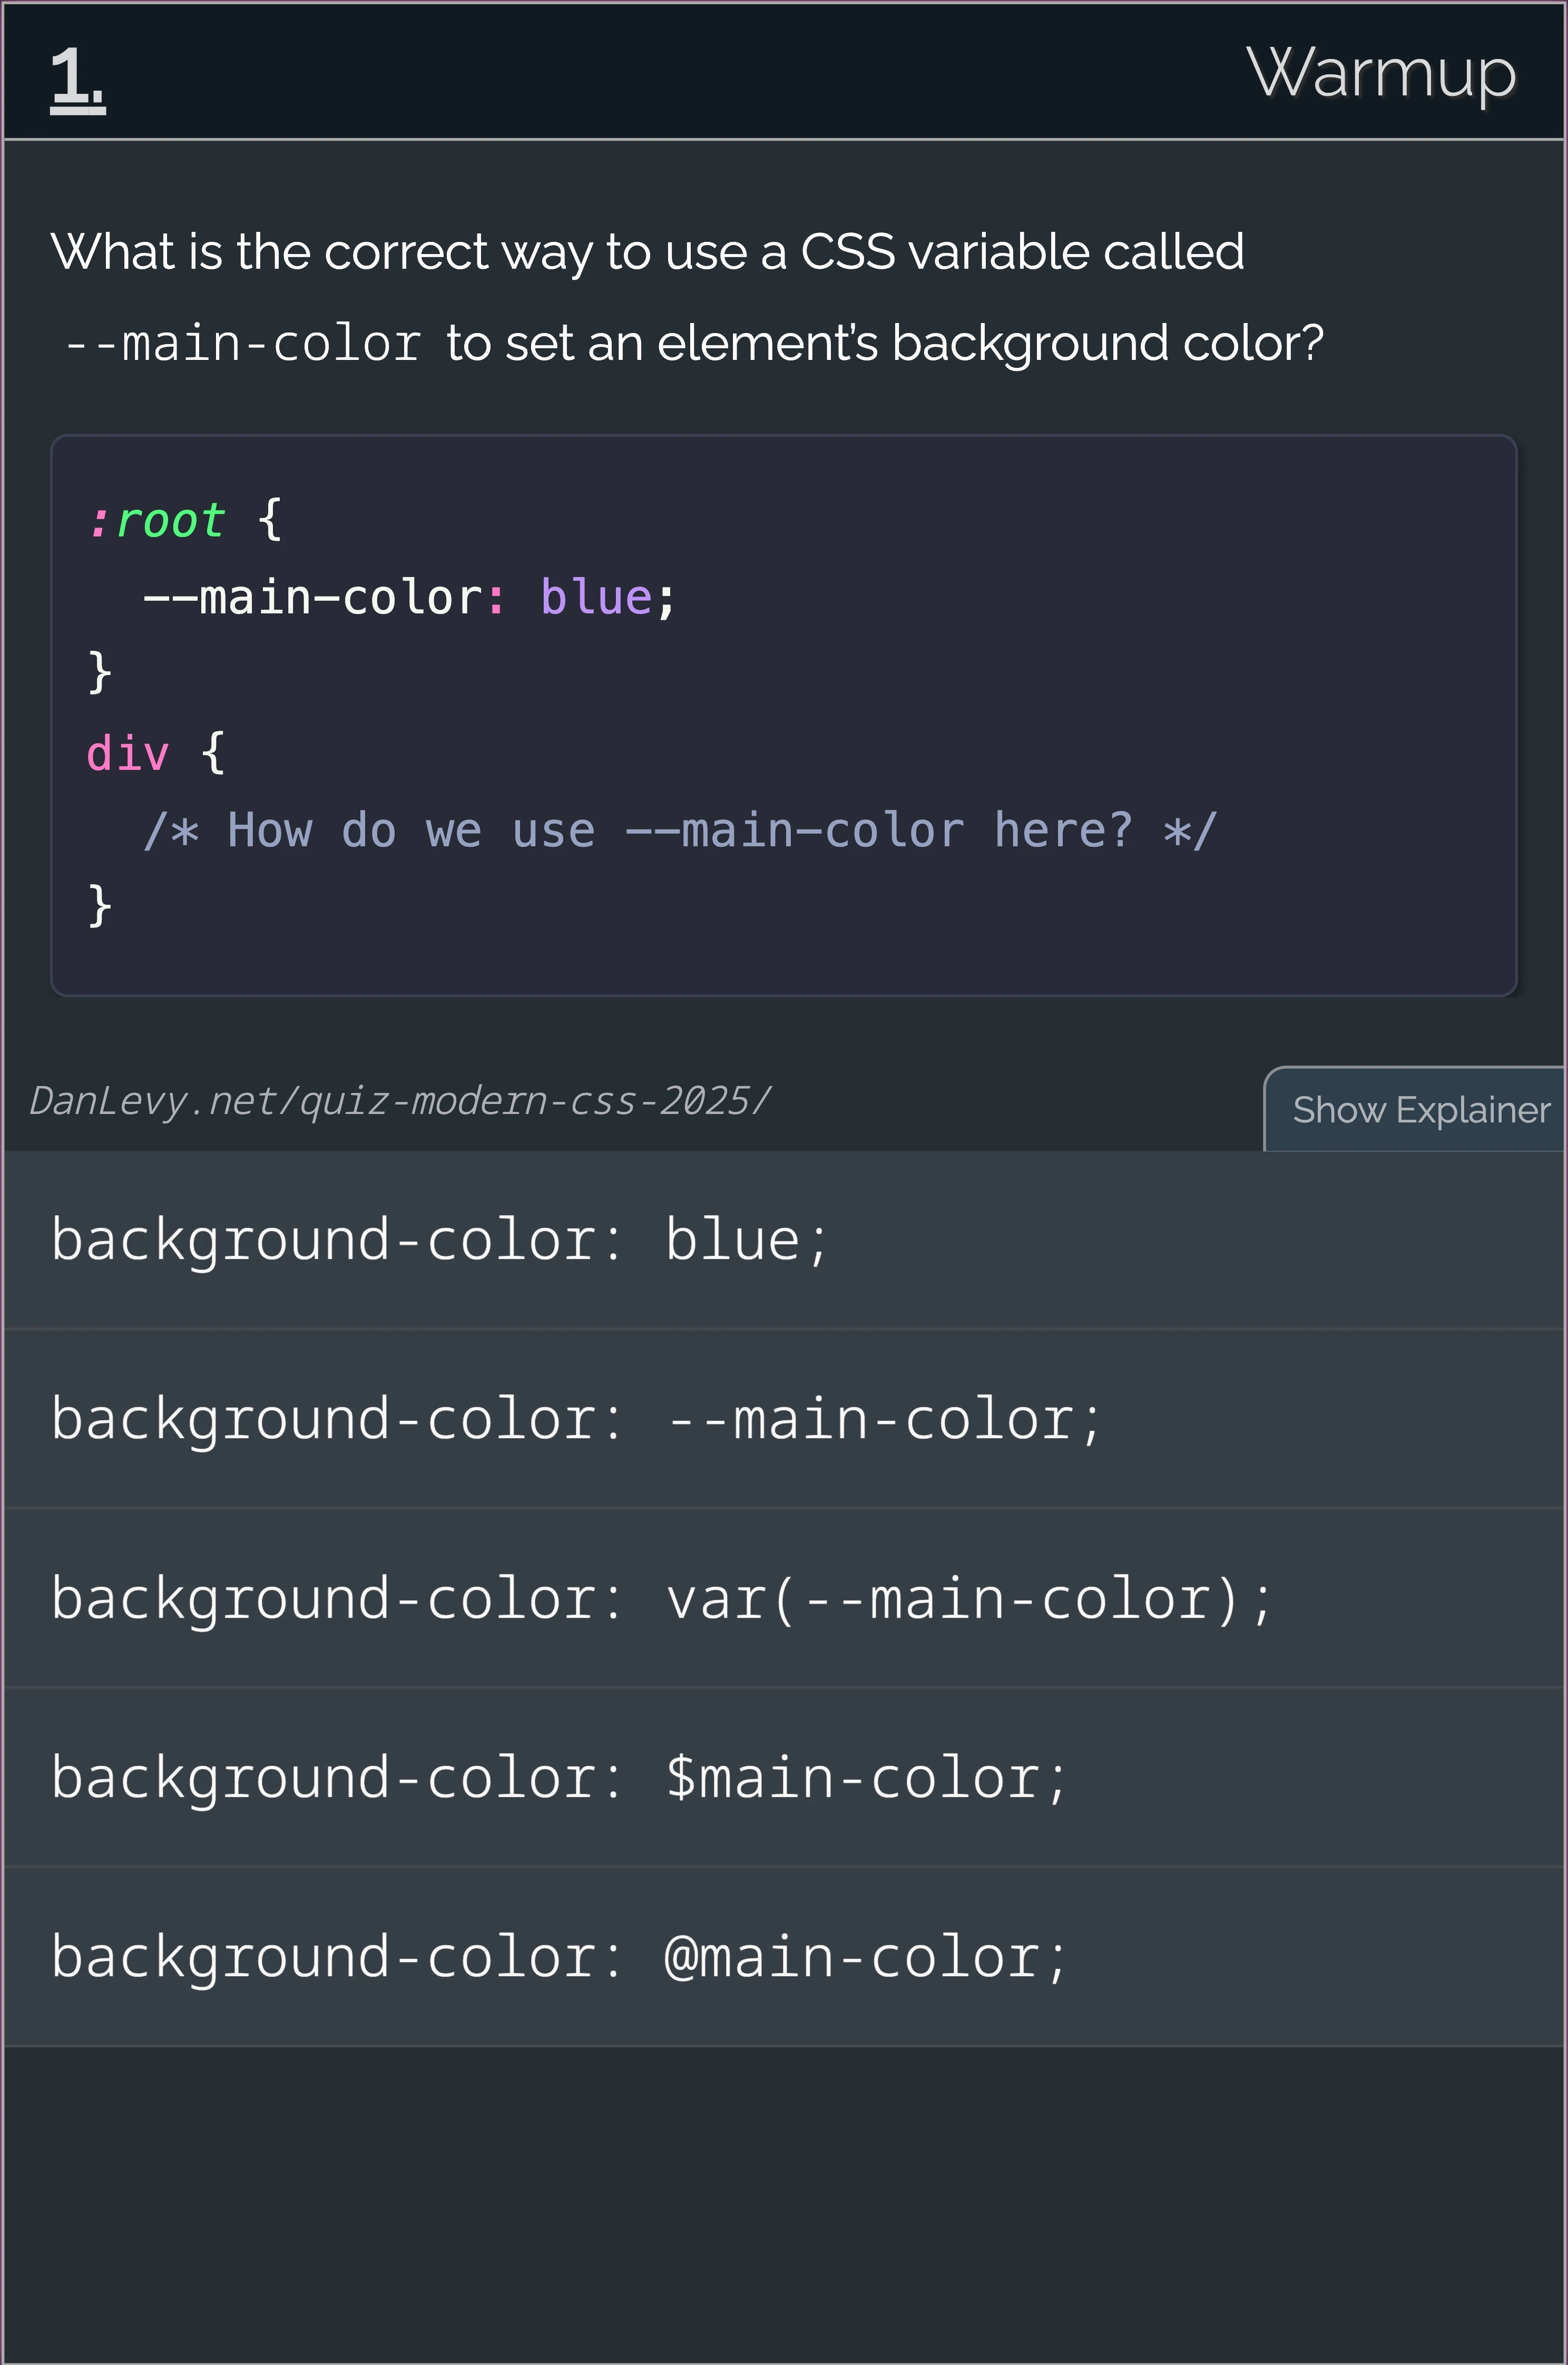 1.
Warmup
What is the correct way to use a CSS variable called
--main-color to set an element’s background color?
:root {
  --main-color: blue;
}
div {
  /* How do we use --main-color here? */
}
DanLevy.net/quiz-modern-css-2025/
Show Explainer
background-color: blue;
background-color: --main-color;
background-color: var(--main-color);
background-color: $main-color;
background-color: @main-color;